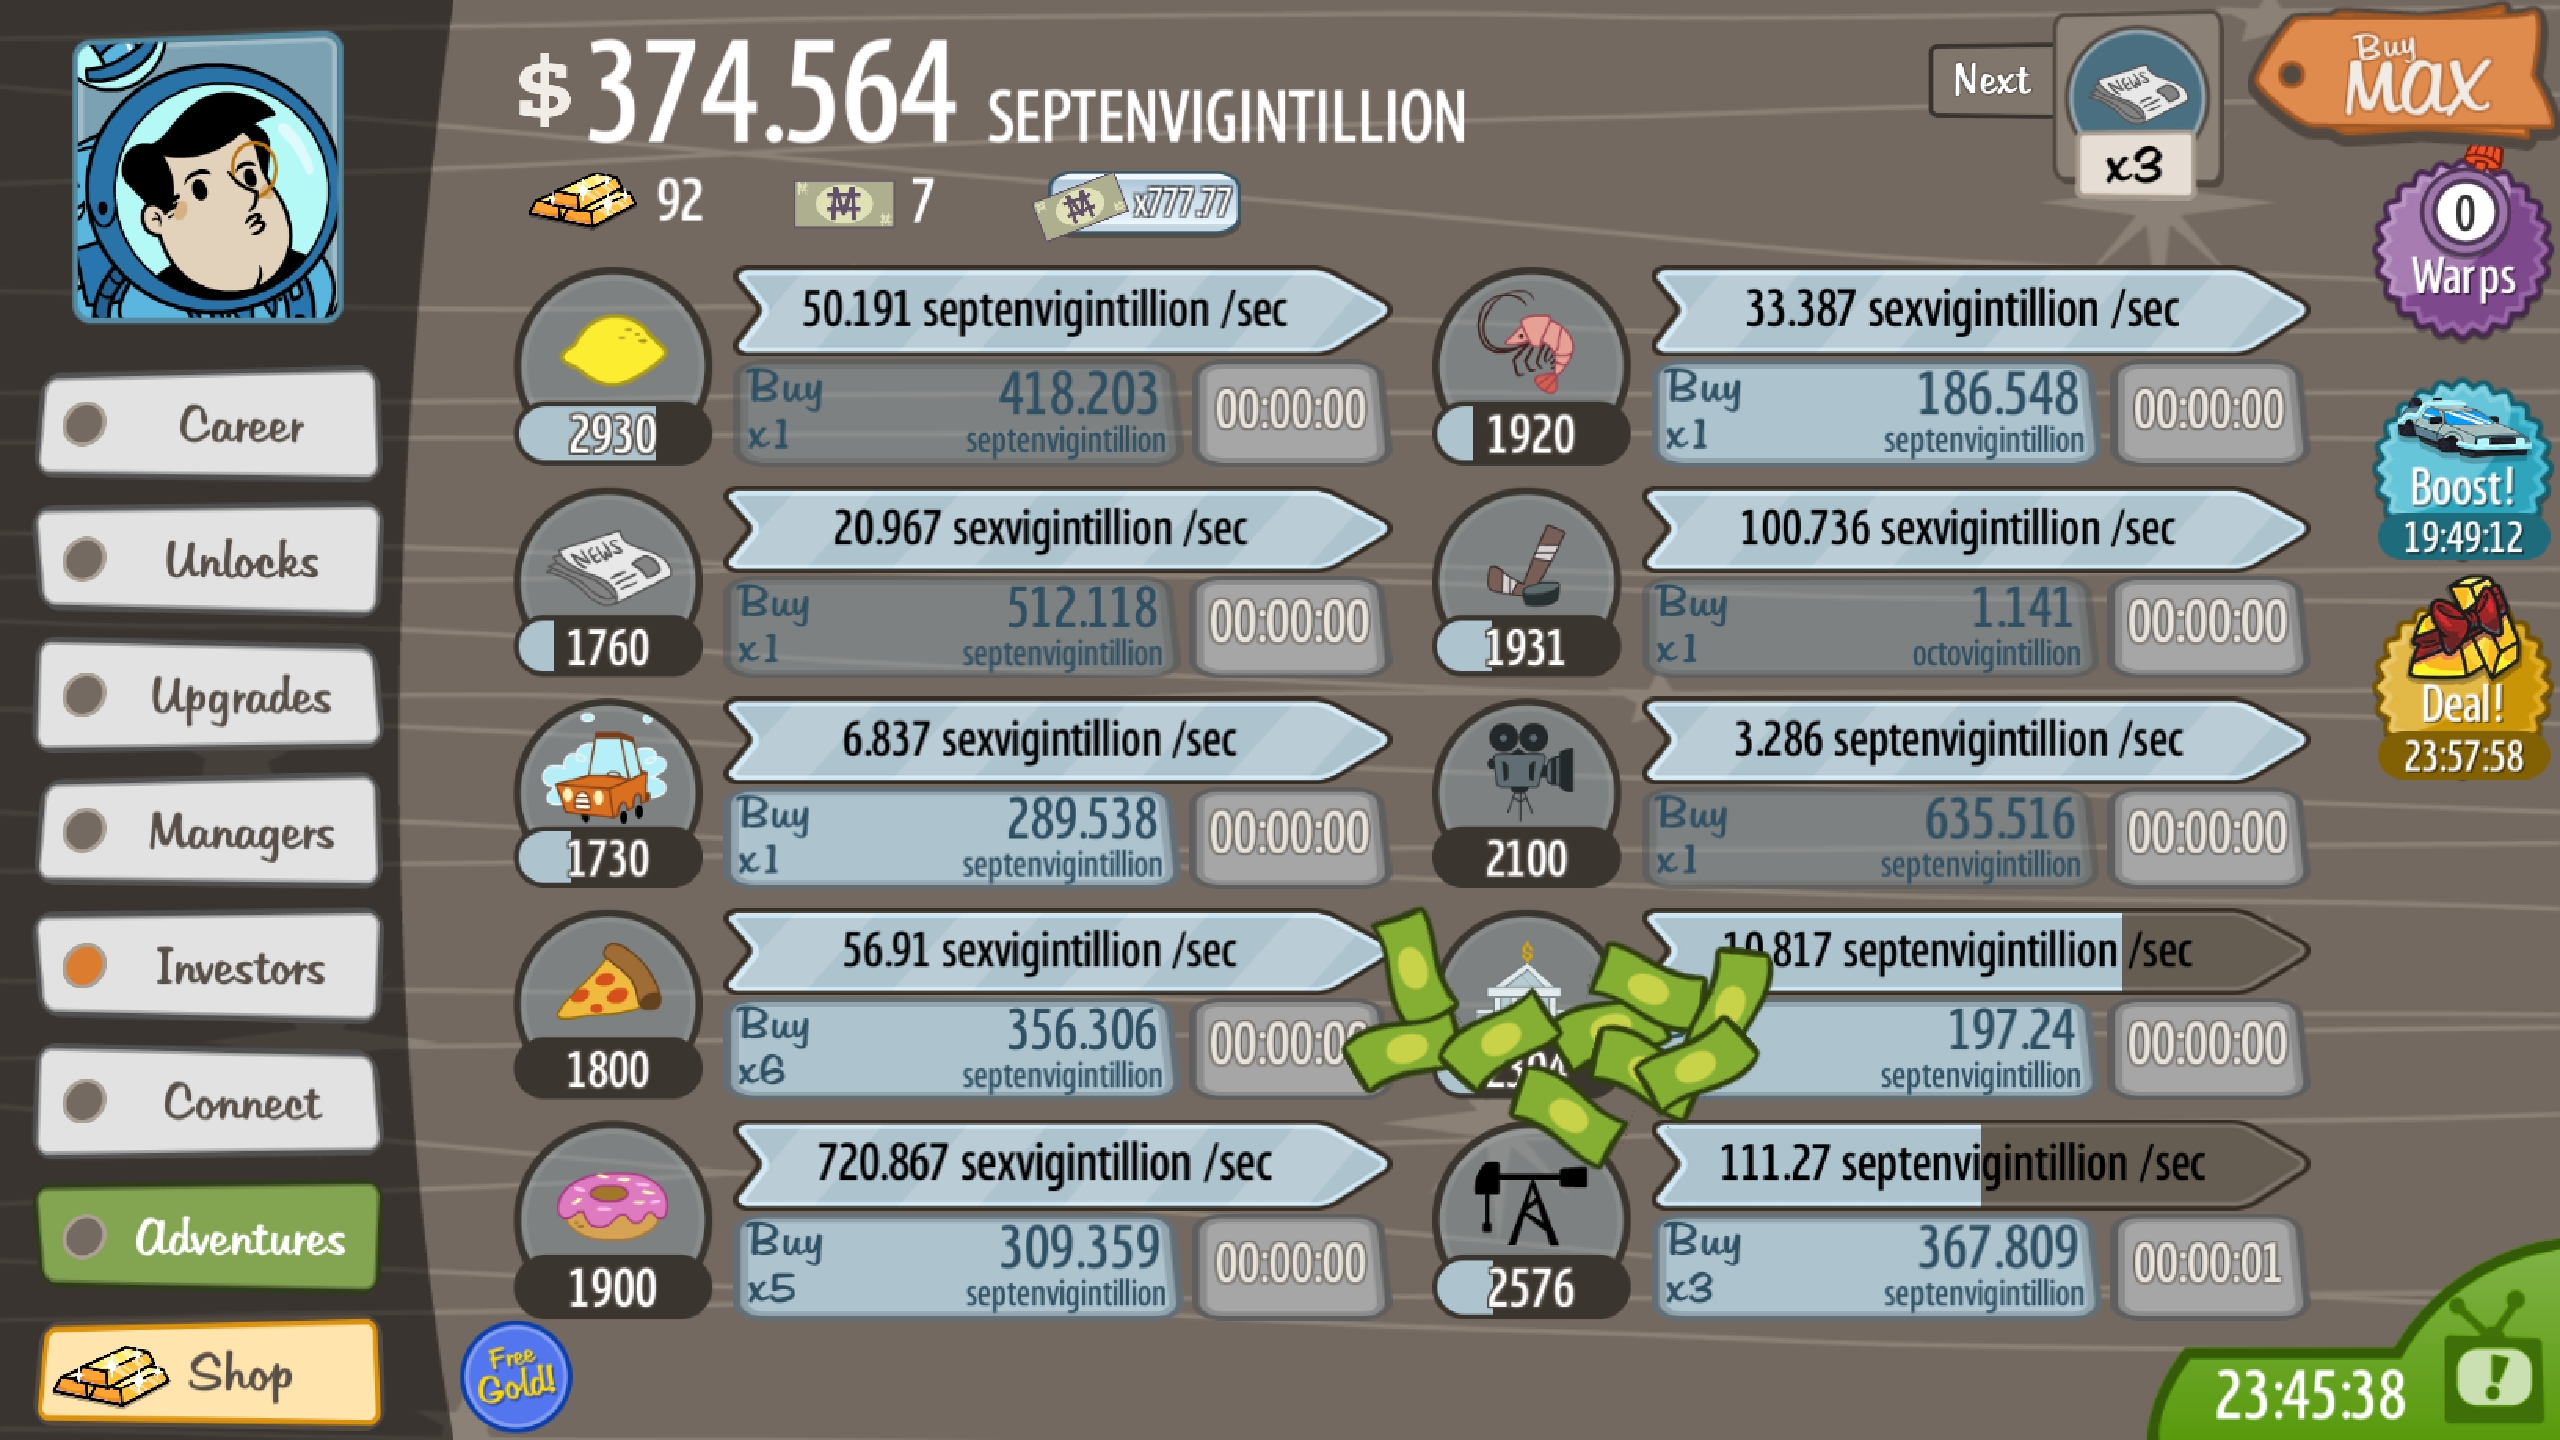 $ 374.564 SEPTENVIGINTILLION
Next
x3
Buy
MAX
92
7
x777.77
0
Warps
Boost!
19:49:12
Deal!
23:57:58
Career
Unlocks
Upgrades
Managers
Investors
Connect
Adventures
Shop
50.191 septenvigintillion /sec
2930
Buy
x1
418.203
septenvigintillion
00:00:00
33.387 sexvigintillion /sec
1920
Buy
x1
186.548
septenvigintillion
00:00:00
NEWS
20.967 sexvigintillion /sec
1760
Buy
x1
512.118
septenvigintillion
00:00:00
100.736 sexvigintillion /sec
1931
Buy
x1
1.141
octovigintillion
00:00:00
6.837 sexvigintillion /sec
1730
Buy
x1
289.538
septenvigintillion
00:00:00
3.286 septenvigintillion /sec
2100
Buy
x1
635.516
septenvigintillion
00:00:00
56.91 sexvigintillion /sec
1800
Buy
x6
356.306
septenvigintillion
10.817 septenvigintillion /sec
197.24
septenvigintillion
00:00:00
720.867 sexvigintillion /sec
1900
Buy
x5
309.359
septenvigintillion
00:00:00
111.27 septenvigintillion /sec
2576
Buy
x3
367.809
septenvigintillion
00:00:01
Free
Gold!
23:45:38